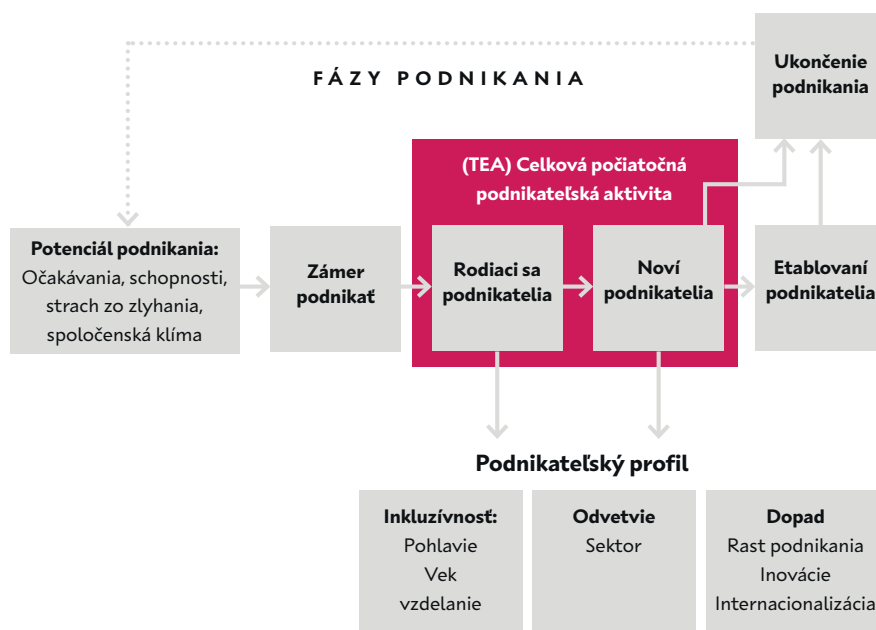 Ukončenie
podnikania
FÁZY PODNIKANIA
(TEA) Celková počiatočná
podnikateľská aktivita
Potenciál podnikania:
Očakávania, schopnosti,
strach zo zlyhania,
spoločenská klíma
Zámer
podnikať
Rodiaci sa
podnikatelia
Noví
podnikatelia
Etablovaní
podnikatelia
Podnikateľský profil
Inkluzívnosť:
Pohlavie
Vek
vzdelanie
Odvetvie
Sektor
Dopad
Rast podnikania
Inovácie
Internacionalizácia